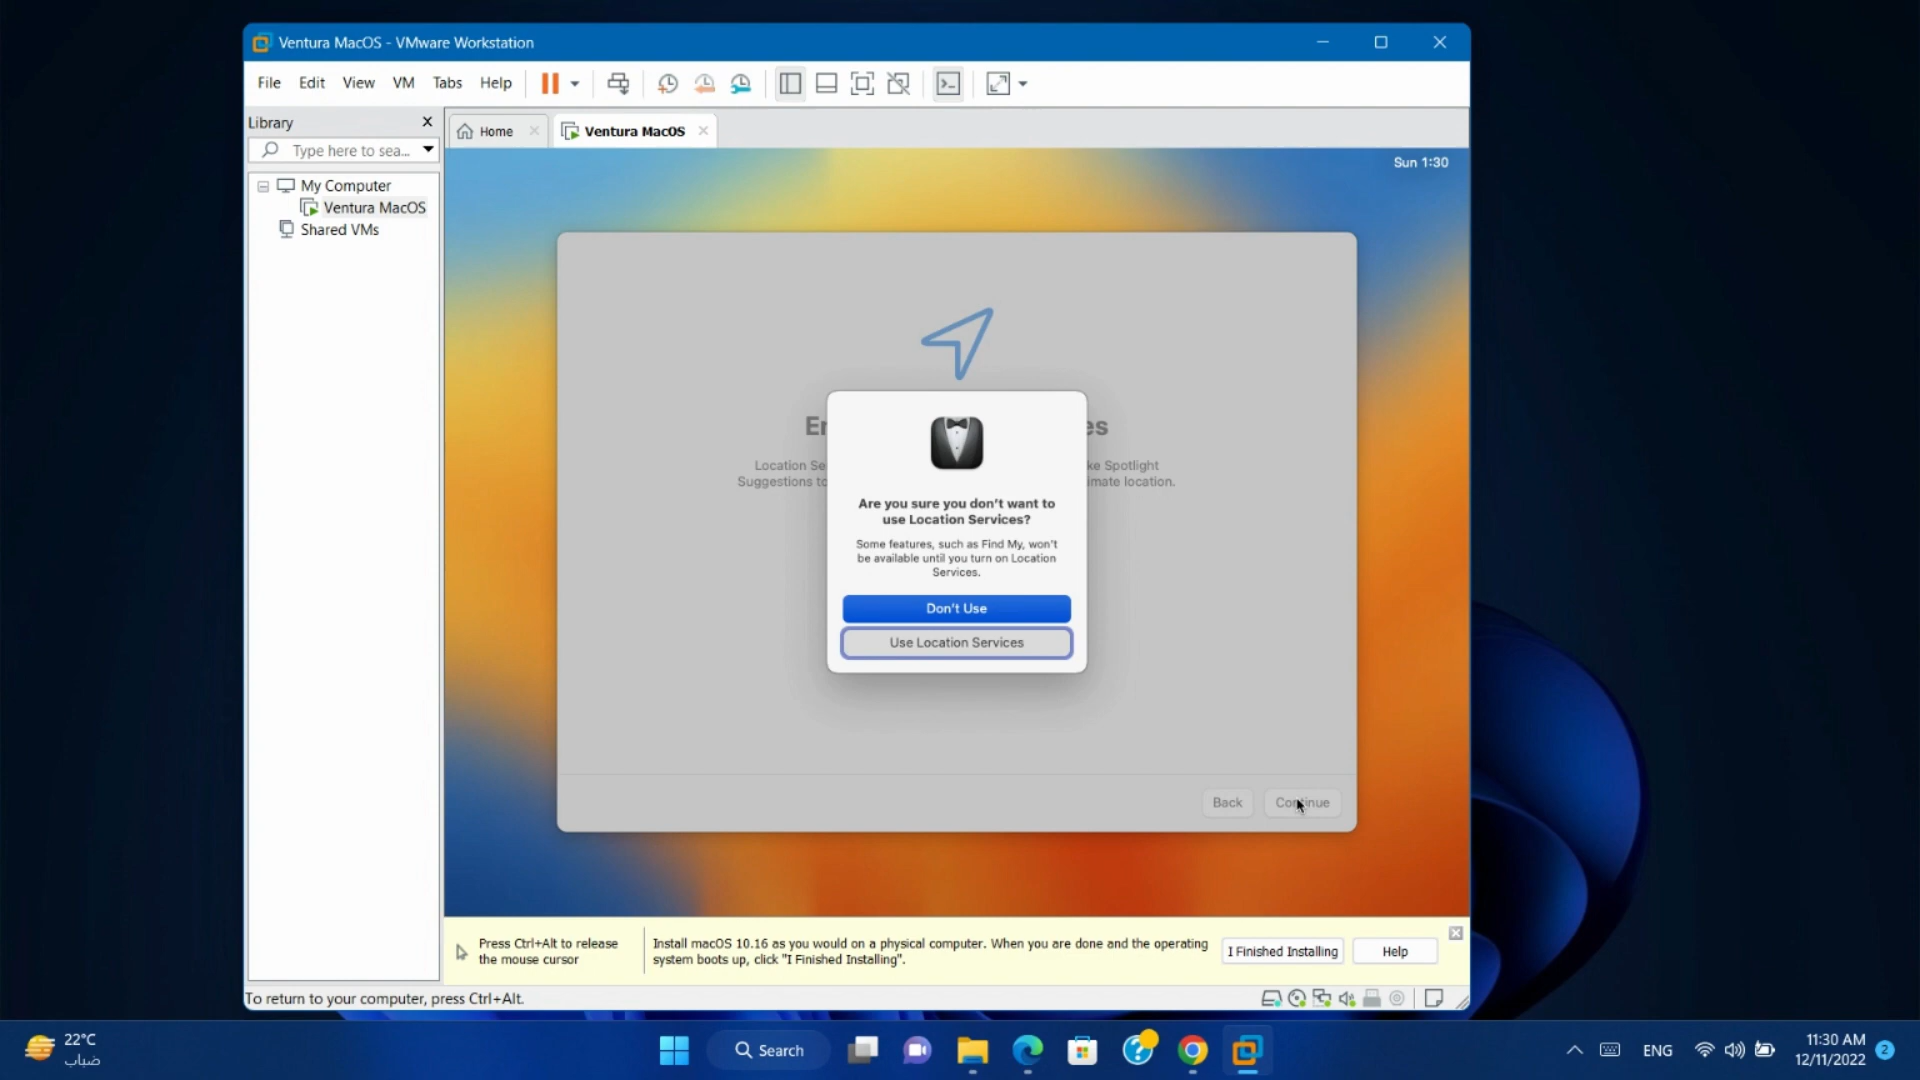 Ventura MacOS - VMware Workstation
File Edit View VM Tabs Help
Library
Type here to sea...
My Computer
Ventura MacOS
Shared VMs
Home
Ventura MacOS
Sun 1:30
Location Se
ke Spotlight
Suggestions to
imate location.
Are you sure you don't want to
use Location Services?
Some features, such as Find My, won't
be available until you turn on Location
Services.
Don't Use
Use Location Services
Back
Continue
Press Ctrl+Alt to release
the mouse cursor
Install macOS 10.16 as you would on a physical computer. When you are done and the operating
system boots up, click "I Finished Installing".
I Finished Installing
Help
To return to your computer, press Ctrl+Alt.
22°C
ضباب
Search
ENG
11:30 AM
12/11/2022
2